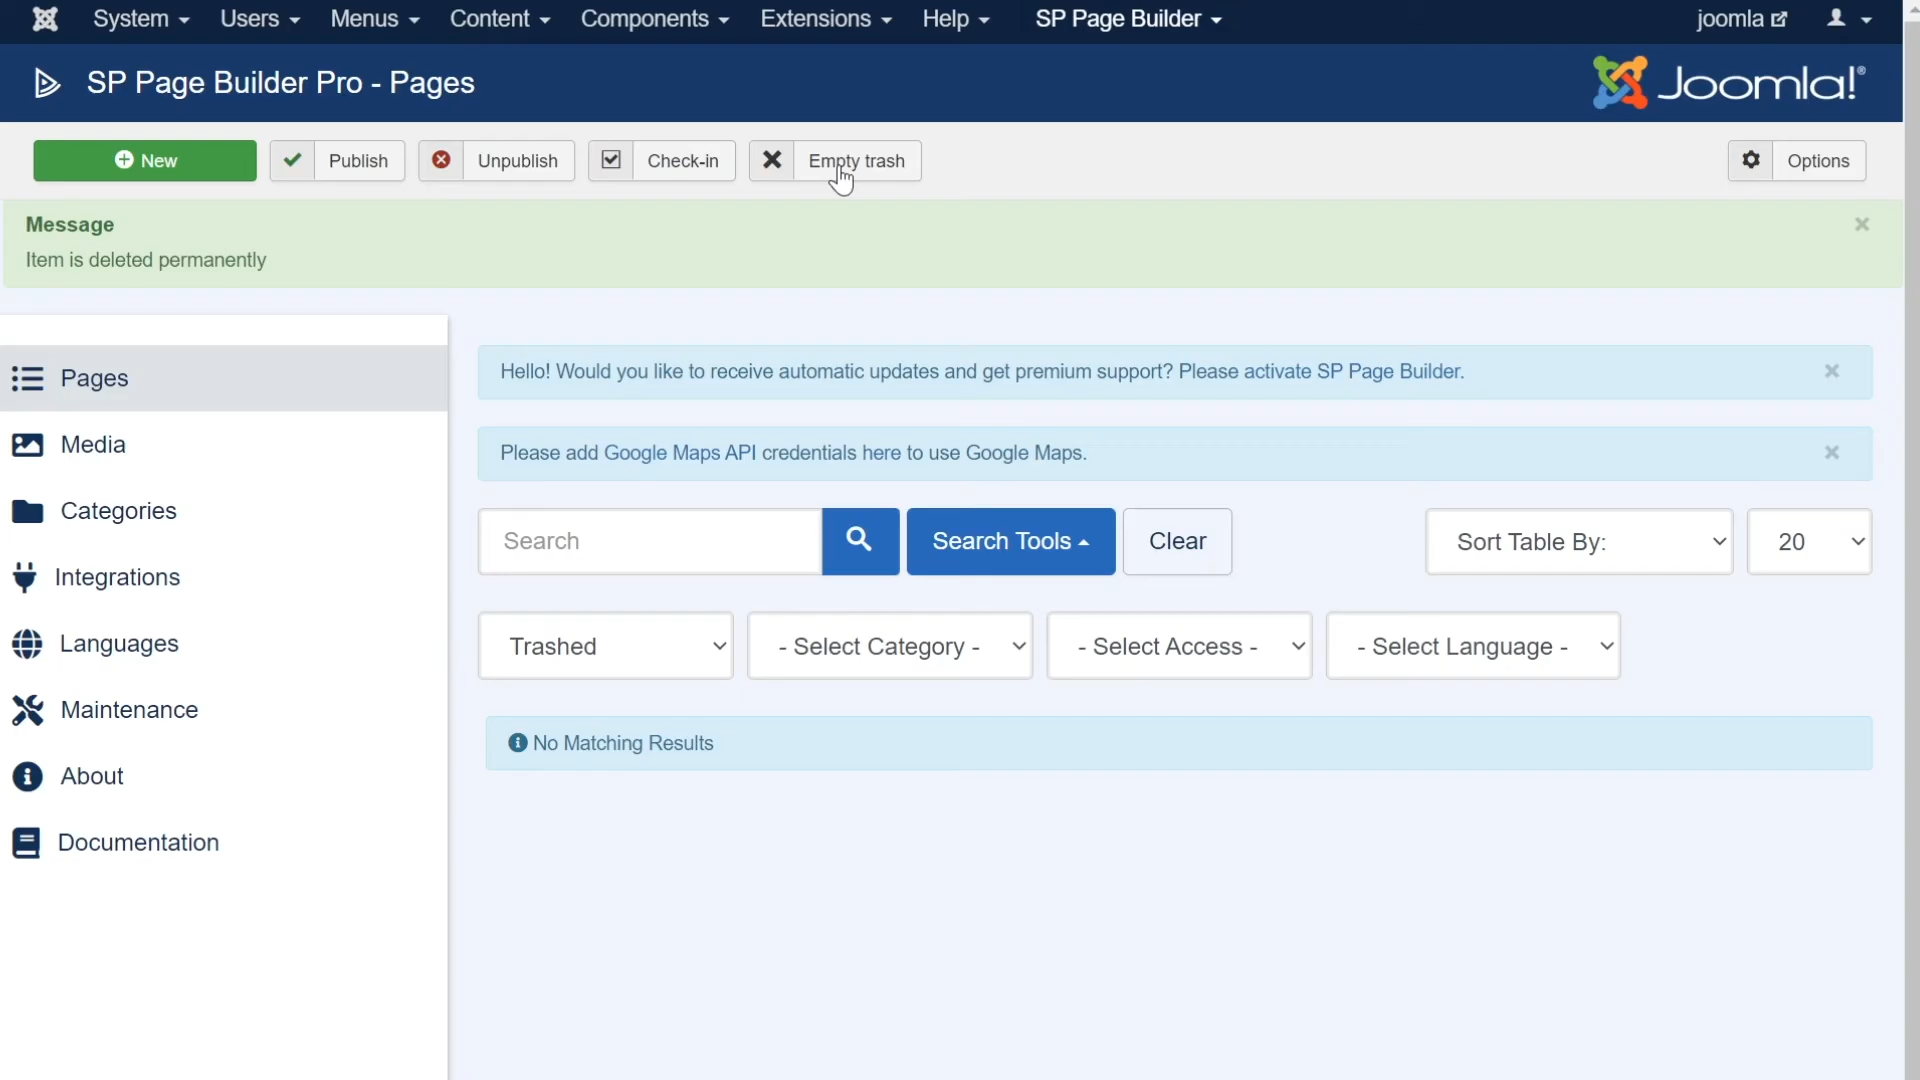 System Users Menus Content Components Extensions Help SP Page Builder joomla
SP Page Builder Pro - Pages Joomla!®
New Publish Unpublish Check-in Empty trash Options
Message
Item is deleted permanently
Pages
Media
Categories
Integrations
Languages
Maintenance
About
Documentation
Hello! Would you like to receive automatic updates and get premium support? Please activate SP Page Builder.
Please add Google Maps API credentials here to use Google Maps.
Search Search Tools Clear Sort Table By: 20
Trashed - Select Category - - Select Access - - Select Language -
No Matching Results